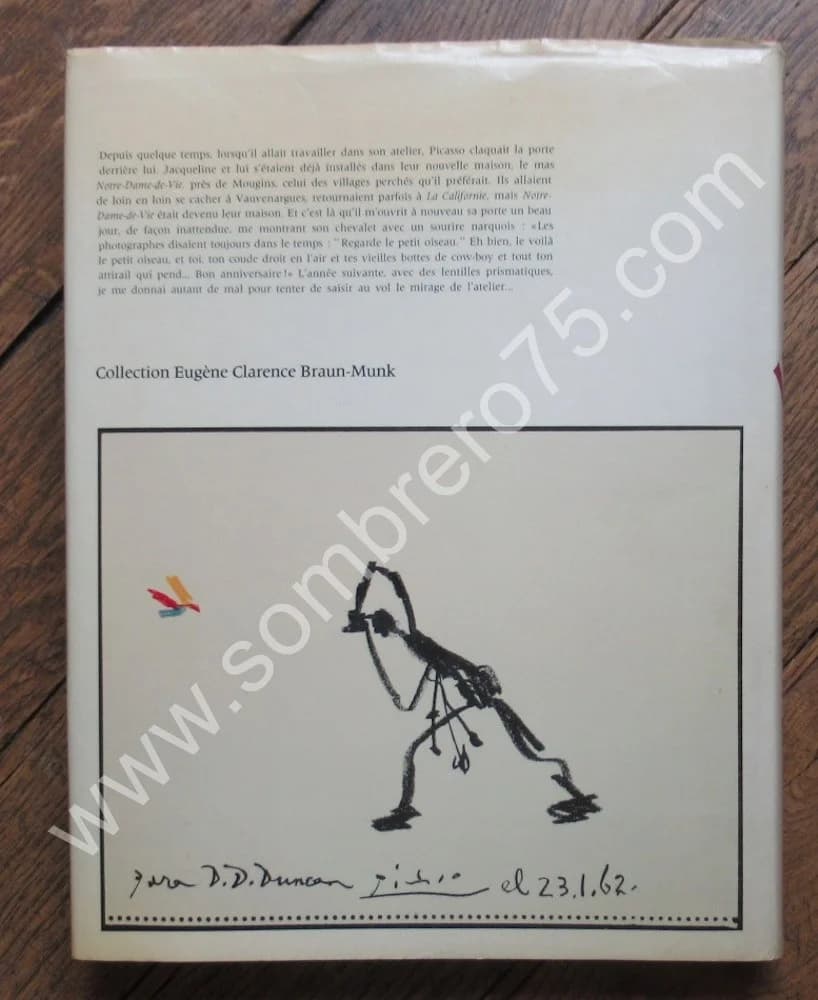 Depuis quelque temps, lorsqu'il allait travailler dans son atelier, Picasso claquait la porte
derrière lui. Jacqueline et lui s'étaient déjà installés dans leur nouvelle maison, le mas
Notre-Dame-de-Vie, près de Mougins, celui des villages perchés qu'il préférait. Ils allaient
de loin en loin se cacher à Vauvenargues, retournaient parfois à La Californie, mais Notre-
Dame-de-Vie était devenu leur maison. Et c'est là qu'il m'ouvrit à nouveau sa porte un beau
jour, de façon inattendue, me montrant son chevalet avec un sourire narquois : «Les
photographes disaient toujours dans le temps : "Regarde le petit oiseau." Eh bien, le voilà
le petit oiseau, et toi, ton coude droit en l'air et tes vieilles bottes de cow-boy et tout ton
attirail qui pend... Bon anniversaire!» L'année suivante, avec des lentilles prismatiques,
je me donnai autant de mal pour tenter de saisir au vol le mirage de l'atelier...
Collection Eugène Clarence Braun-Munk
Para D.D.Duncan Picasso el 23.1.62.
www.sombrero75.com